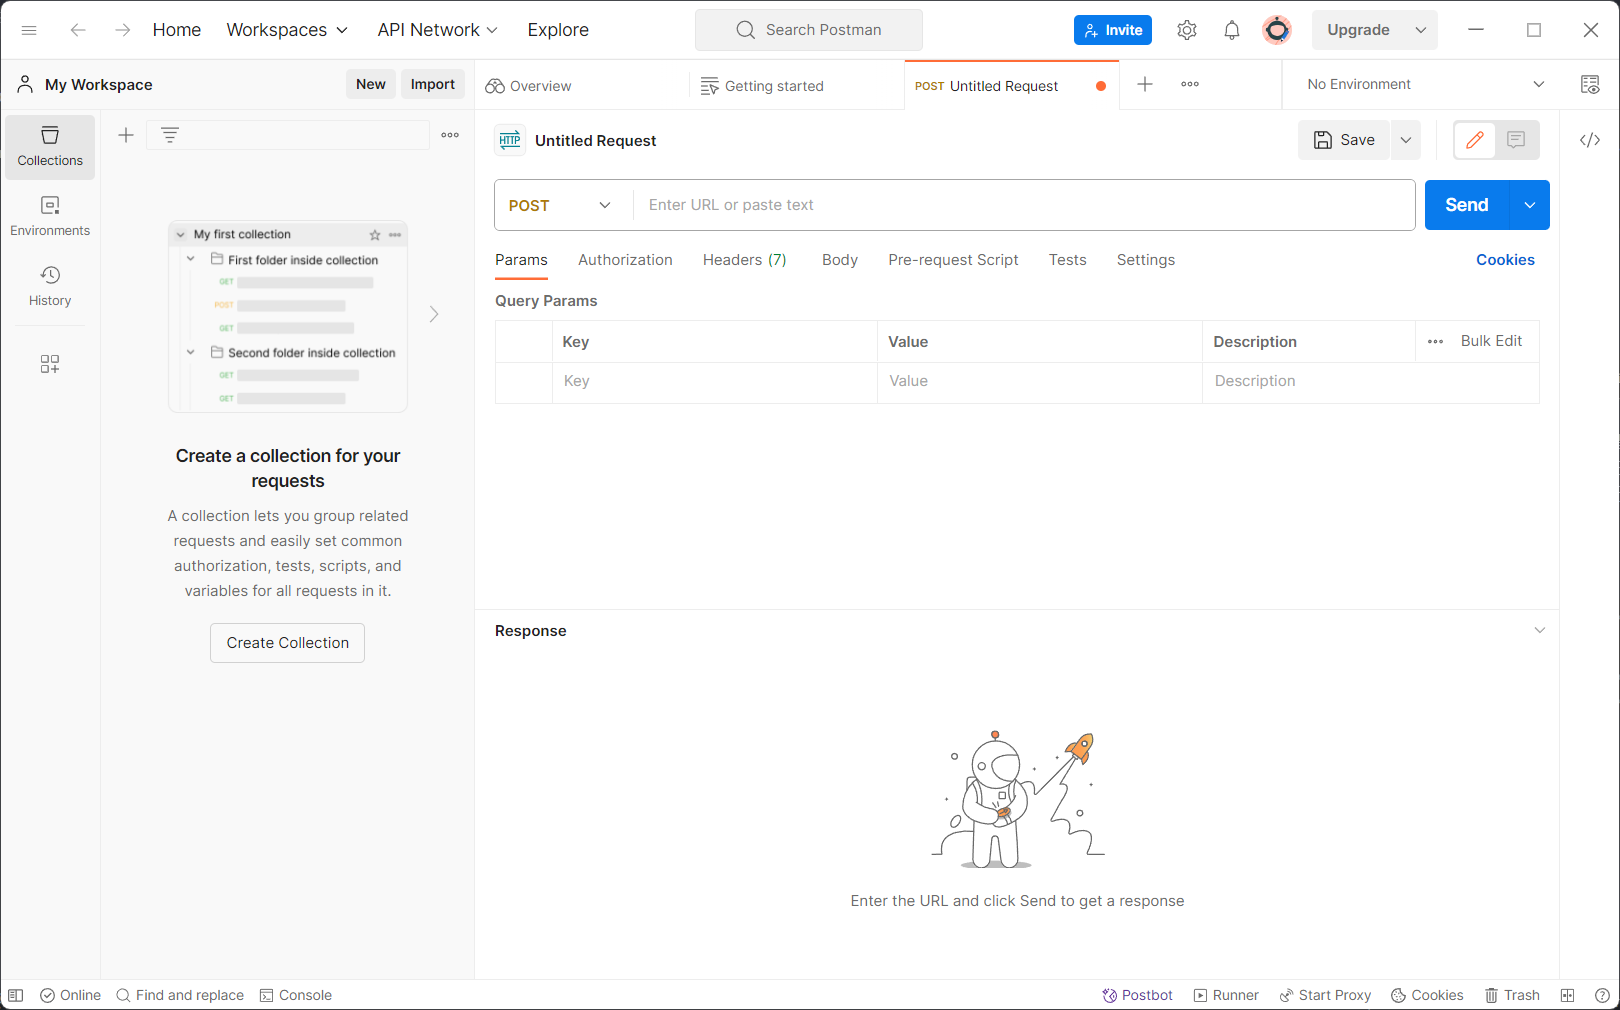 Home Workspaces API Network Explore Search Postman Invite Upgrade
My Workspace New Import Overview Getting started POST Untitled Request No Environment
Collections
Environments
History
My first collection
First folder inside collection
GET
POST
GET
Second folder inside collection
GET
GET
Create a collection for your
requests
A collection lets you group related
requests and easily set common
authorization, tests, scripts, and
variables for all requests in it.
Create Collection
HTTP Untitled Request Save
POST Enter URL or paste text Send
Params Authorization Headers (7) Body Pre-request Script Tests Settings Cookies
Query Params
Key Value Description Bulk Edit
Key Value Description
Response
Enter the URL and click Send to get a response
Online Find and replace Console Postbot Runner Start Proxy Cookies Trash